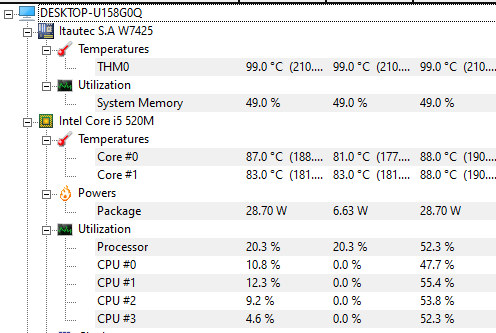 DESKTOP-U158G0Q
Itautec S.A W7425
Temperatures
THM0 99.0 °C (210.... 99.0 °C (210.... 99.0 °C (210....
Utilization
System Memory 49.0 % 49.0 % 49.0 %
Intel Core i5 520M
Temperatures
Core #0 87.0 °C (188.... 81.0 °C (177.... 88.0 °C (190....
Core #1 83.0 °C (181.... 83.0 °C (181.... 88.0 °C (190....
Powers
Package 28.70 W 6.63 W 28.70 W
Utilization
Processor 20.3 % 20.3 % 52.3 %
CPU #0 10.8 % 0.0 % 47.7 %
CPU #1 12.3 % 0.0 % 55.4 %
CPU #2 9.2 % 0.0 % 53.8 %
CPU #3 4.6 % 0.0 % 52.3 %